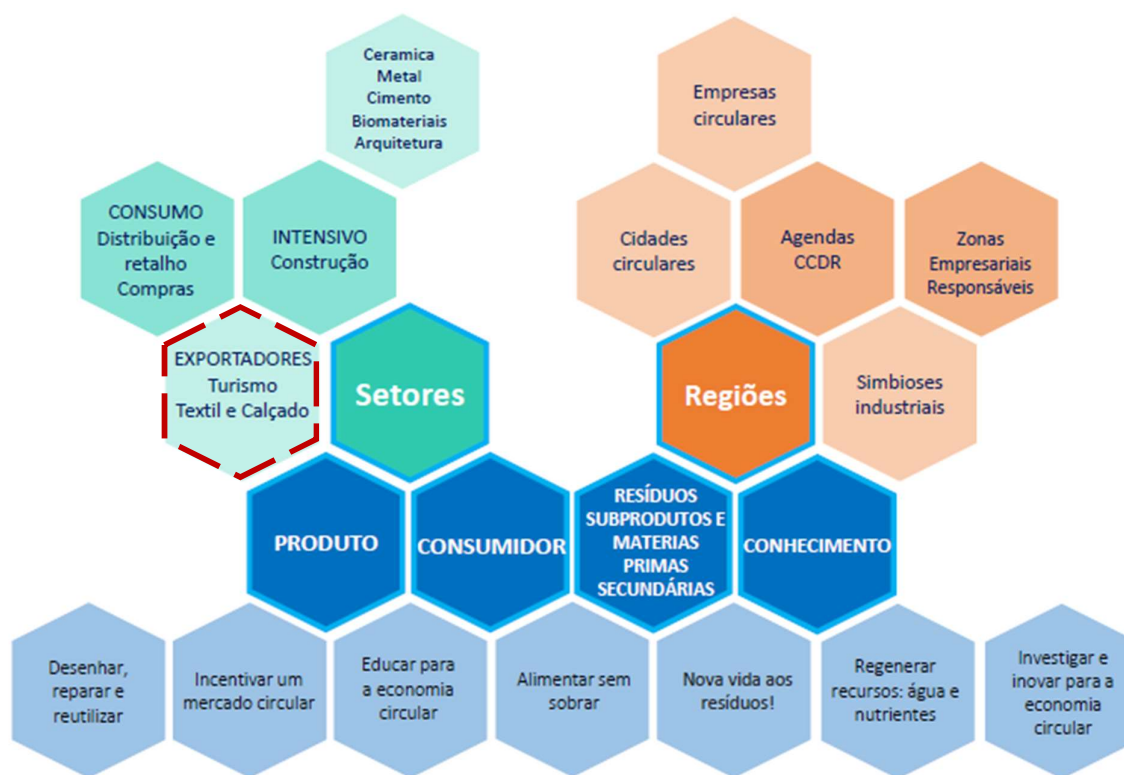 Ceramica
Metal
Cimento
Biomateriais
Arquitetura
Empresas
circulares
CONSUMO
Distribuição e
retalho
Compras
INTENSIVO
Construção
Cidades
circulares
Agendas
CCDR
Zonas
Empresariais
Responsáveis
EXPORTADORES
Turismo
Textil e Calçado
Setores
Regiões
Simbioses
industriais
PRODUTO
CONSUMIDOR
RESÍDUOS
SUBPRODUTOS E
MATERIAS
PRIMAS
SECUNDÁRIAS
CONHECIMENTO
Desenhar,
reparar e
reutilizar
Incentivar um
mercado circular
Educar para
a economia
circular
Alimentar sem
sobrar
Nova vida aos
resíduos!
Regenerar
recursos: água e
nutrientes
Investigar e
inovar para a
economia
circular